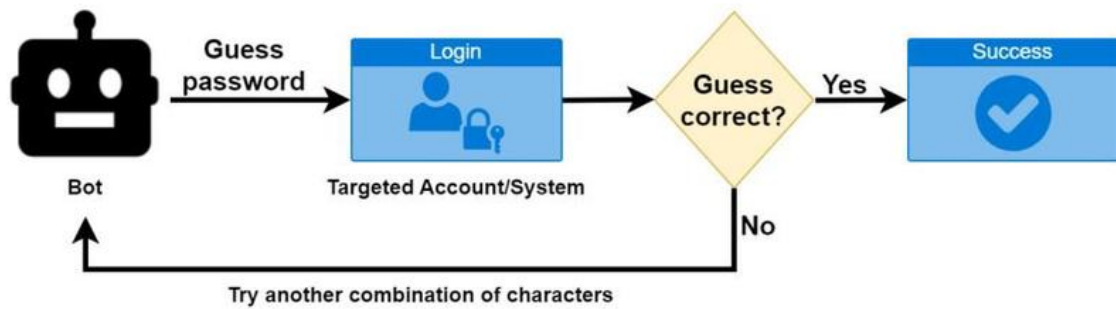 Guess
password
Login
Guess
correct?
Yes
Success
Bot
Targeted Account/System
No
Try another combination of characters